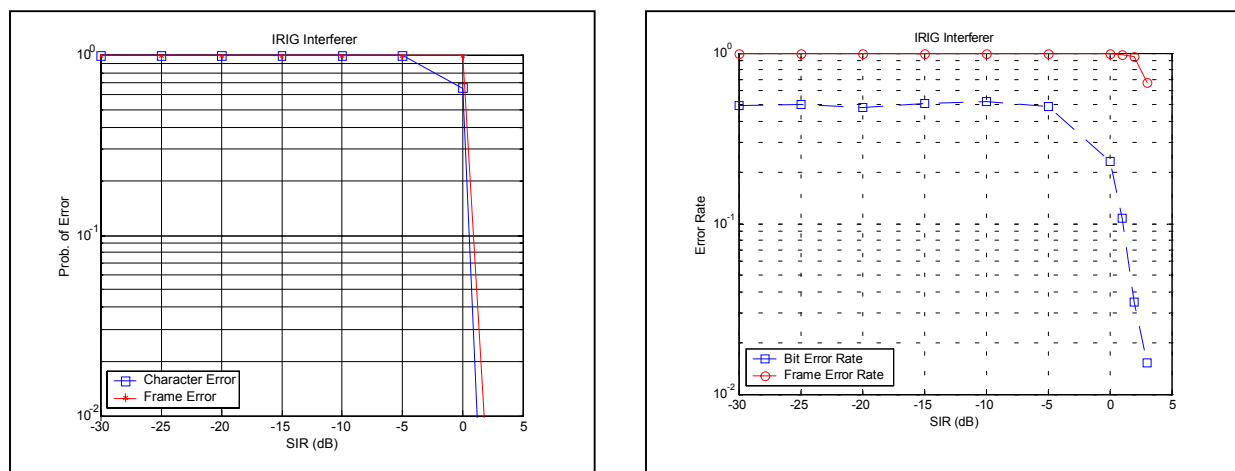 IRIG Interferer
10^0
10^-1
10^-2
Prob. of Error
Character Error
Frame Error
-30 -25 -20 -15 -10 -5 0 5
SIR (dB)
IRIG Interferer
10^0
10^-1
10^-2
Error Rate
Bit Error Rate
Frame Error Rate
-30 -25 -20 -15 -10 -5 0 5
SIR (dB)